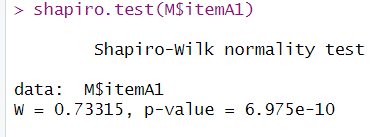 > shapiro.test(M$itemA1)
Shapiro-Wilk normality test
data:  M$itemA1
W = 0.73315, p-value = 6.975e-10